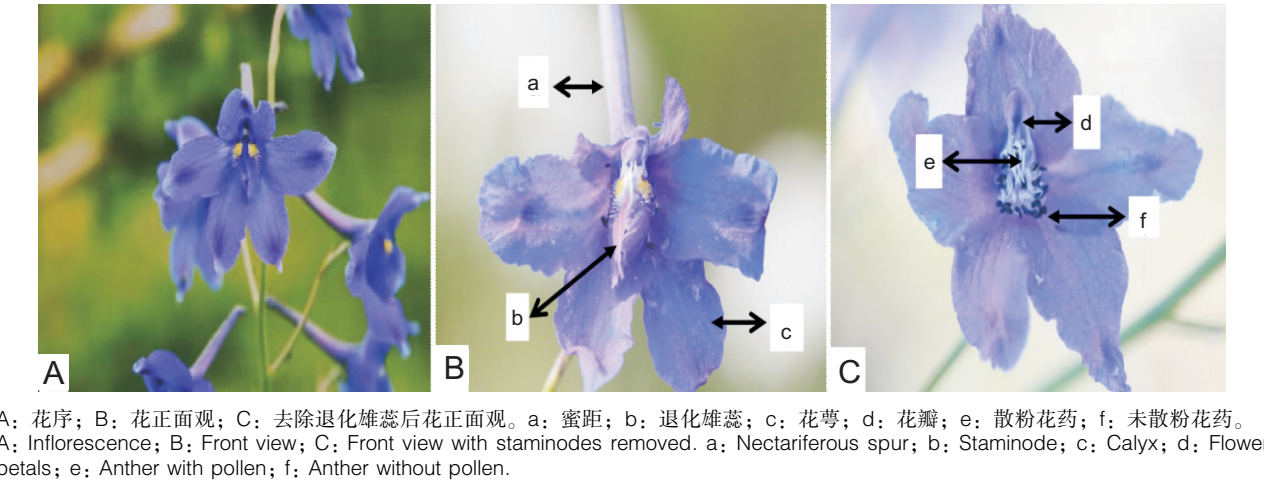 a
b
c
d
e
f
A
B
C
A: 花序; B: 花正面观; C: 去除退化雄蕊后花正面观。a: 蜜距; b: 退化雄蕊; c: 花萼; d: 花瓣; e: 散粉花药; f: 未散粉花药。
A: Inflorescence; B: Front view; C: Front view with staminodes removed. a: Nectariferous spur; b: Staminode; c: Calyx; d: Flower
petals; e: Anther with pollen; f: Anther without pollen.